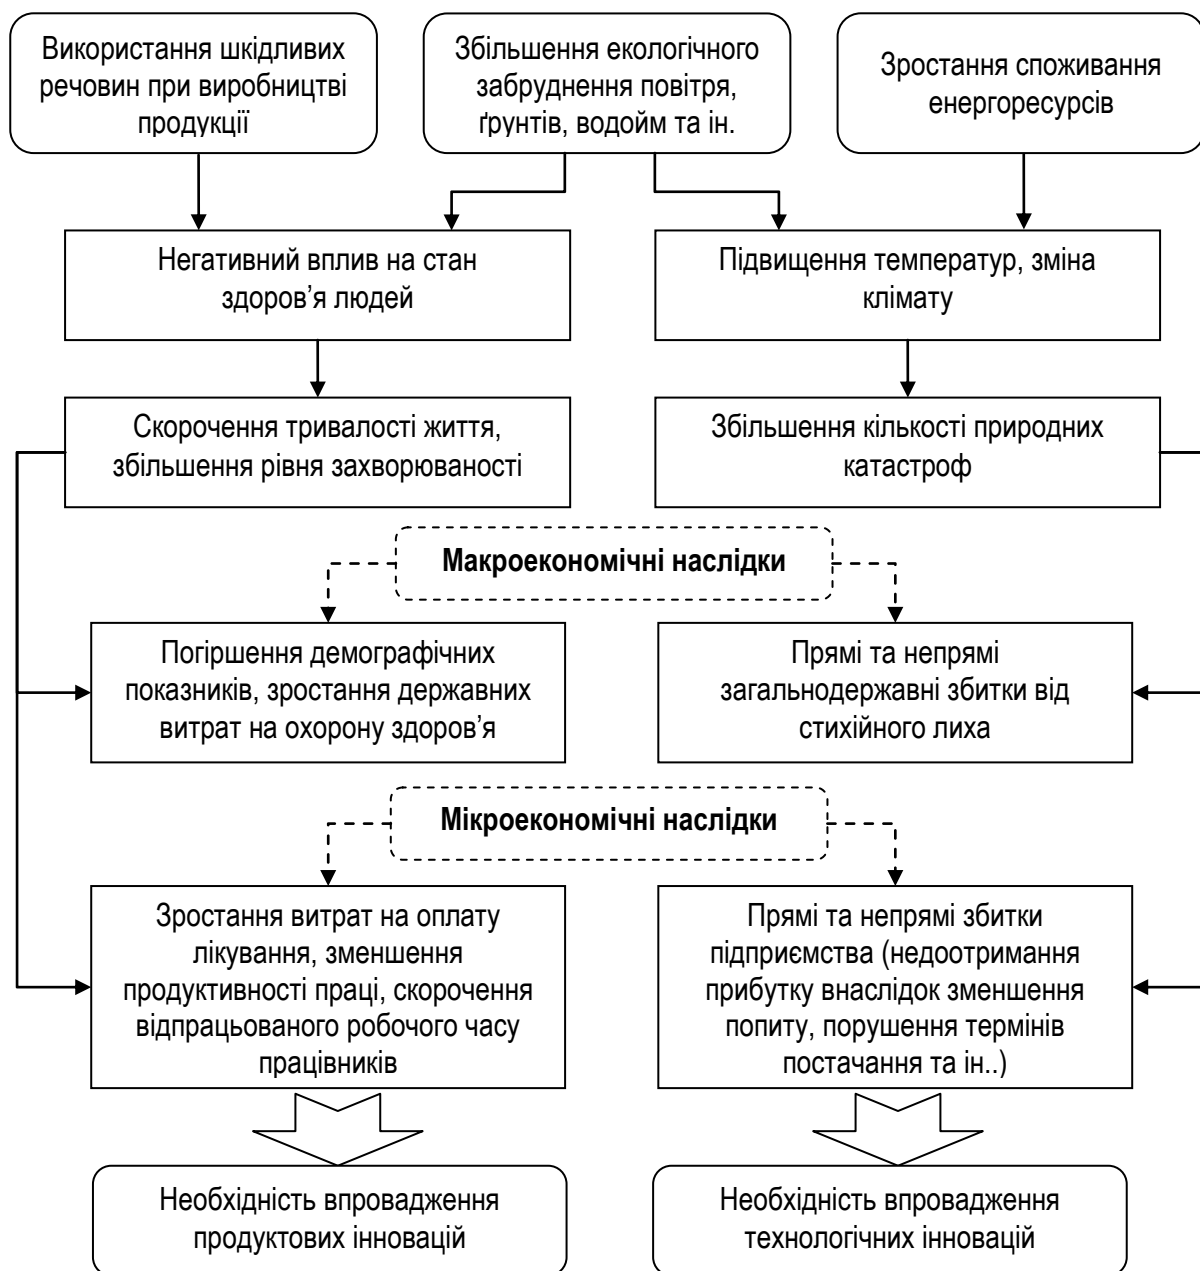 Використання шкідливих
речовин при виробництві
продукції
Збільшення екологічного
забруднення повітря,
ґрунтів, водойм та ін.
Зростання споживання
енергоресурсів
Негативний вплив на стан
здоров’я людей
Підвищення температур, зміна
клімату
Скорочення тривалості життя,
збільшення рівня захворюваності
Збільшення кількості природних
катастроф
Макроекономічні наслідки
Погіршення демографічних
показників, зростання державних
витрат на охорону здоров’я
Прямі та непрямі
загальнодержавні збитки від
стихійного лиха
Мікроекономічні наслідки
Зростання витрат на оплату
лікування, зменшення
продуктивності праці, скорочення
відпрацьованого робочого часу
працівників
Прямі та непрямі збитки
підприємства (недоотримання
прибутку внаслідок зменшення
попиту, порушення термінів
постачання та ін..)
Необхідність впровадження
продуктових інновацій
Необхідність впровадження
технологічних інновацій